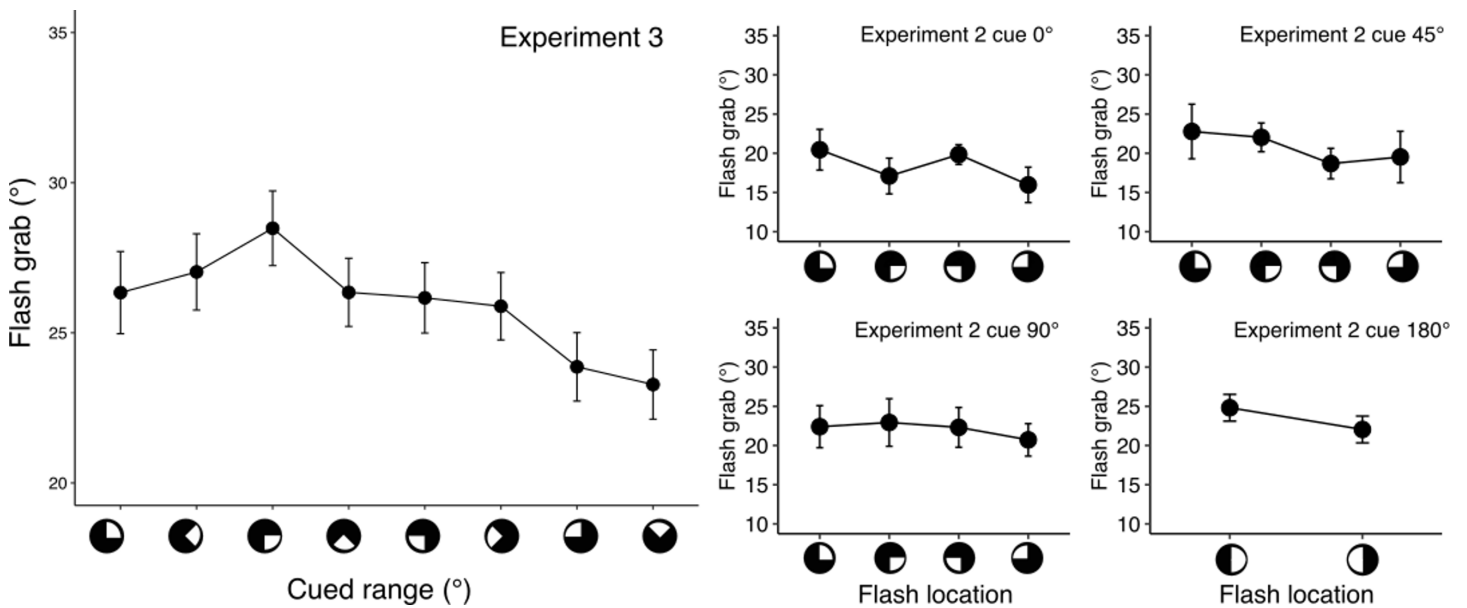 Experiment 3
Flash grab (°)
35
30
25
20
Cued range (°)
Experiment 2 cue 0°
Flash grab (°)
35
30
25
20
15
10
Experiment 2 cue 45°
Flash grab (°)
35
30
25
20
15
10
Experiment 2 cue 90°
Flash grab (°)
35
30
25
20
15
10
Flash location
Experiment 2 cue 180°
Flash grab (°)
35
30
25
20
15
10
Flash location